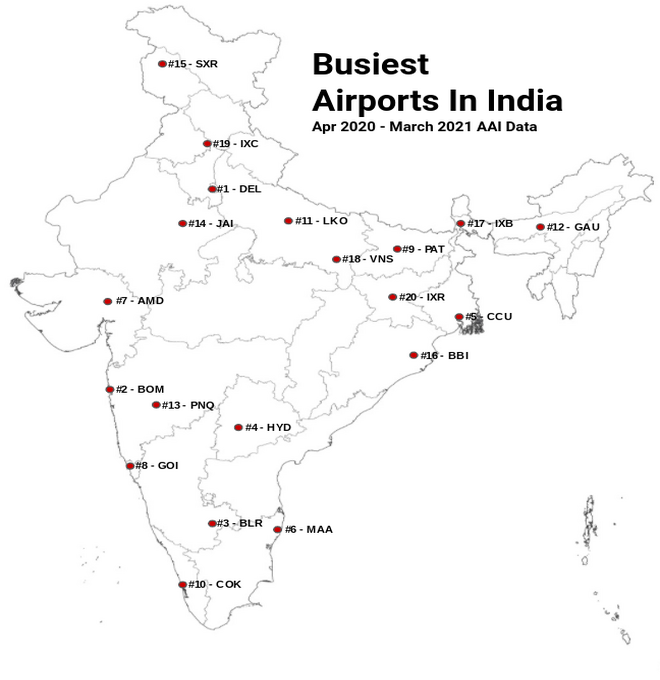 Busiest
Airports In India
Apr 2020 - March 2021 AAI Data
#15 - SXR
#19 - IXC
#1 - DEL
#14 - JAI
#11 - LKO
#17 - IXB
#12 - GAU
#9 - PAT
#18 - VNS
#7 - AMD
#20 - IXR
#5 - CCU
#16 - BBI
#2 - BOM
#13 - PNQ
#4 - HYD
#8 - GOI
#3 - BLR
#6 - MAA
#10 - COK